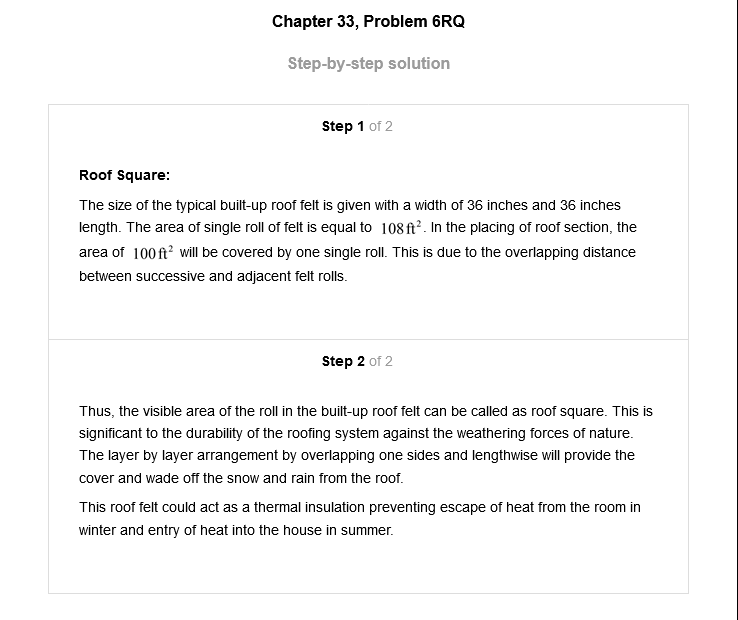 Chapter 33, Problem 6RQ
Step-by-step solution
Step 1 of 2
Roof Square:
The size of the typical built-up roof felt is given with a width of 36 inches and 36 inches
length. The area of single roll of felt is equal to 108 ft². In the placing of roof section, the
area of 100 ft² will be covered by one single roll. This is due to the overlapping distance
between successive and adjacent felt rolls.
Step 2 of 2
Thus, the visible area of the roll in the built-up roof felt can be called as roof square. This is
significant to the durability of the roofing system against the weathering forces of nature.
The layer by layer arrangement by overlapping one sides and lengthwise will provide the
cover and wade off the snow and rain from the roof.
This roof felt could act as a thermal insulation preventing escape of heat from the room in
winter and entry of heat into the house in summer.